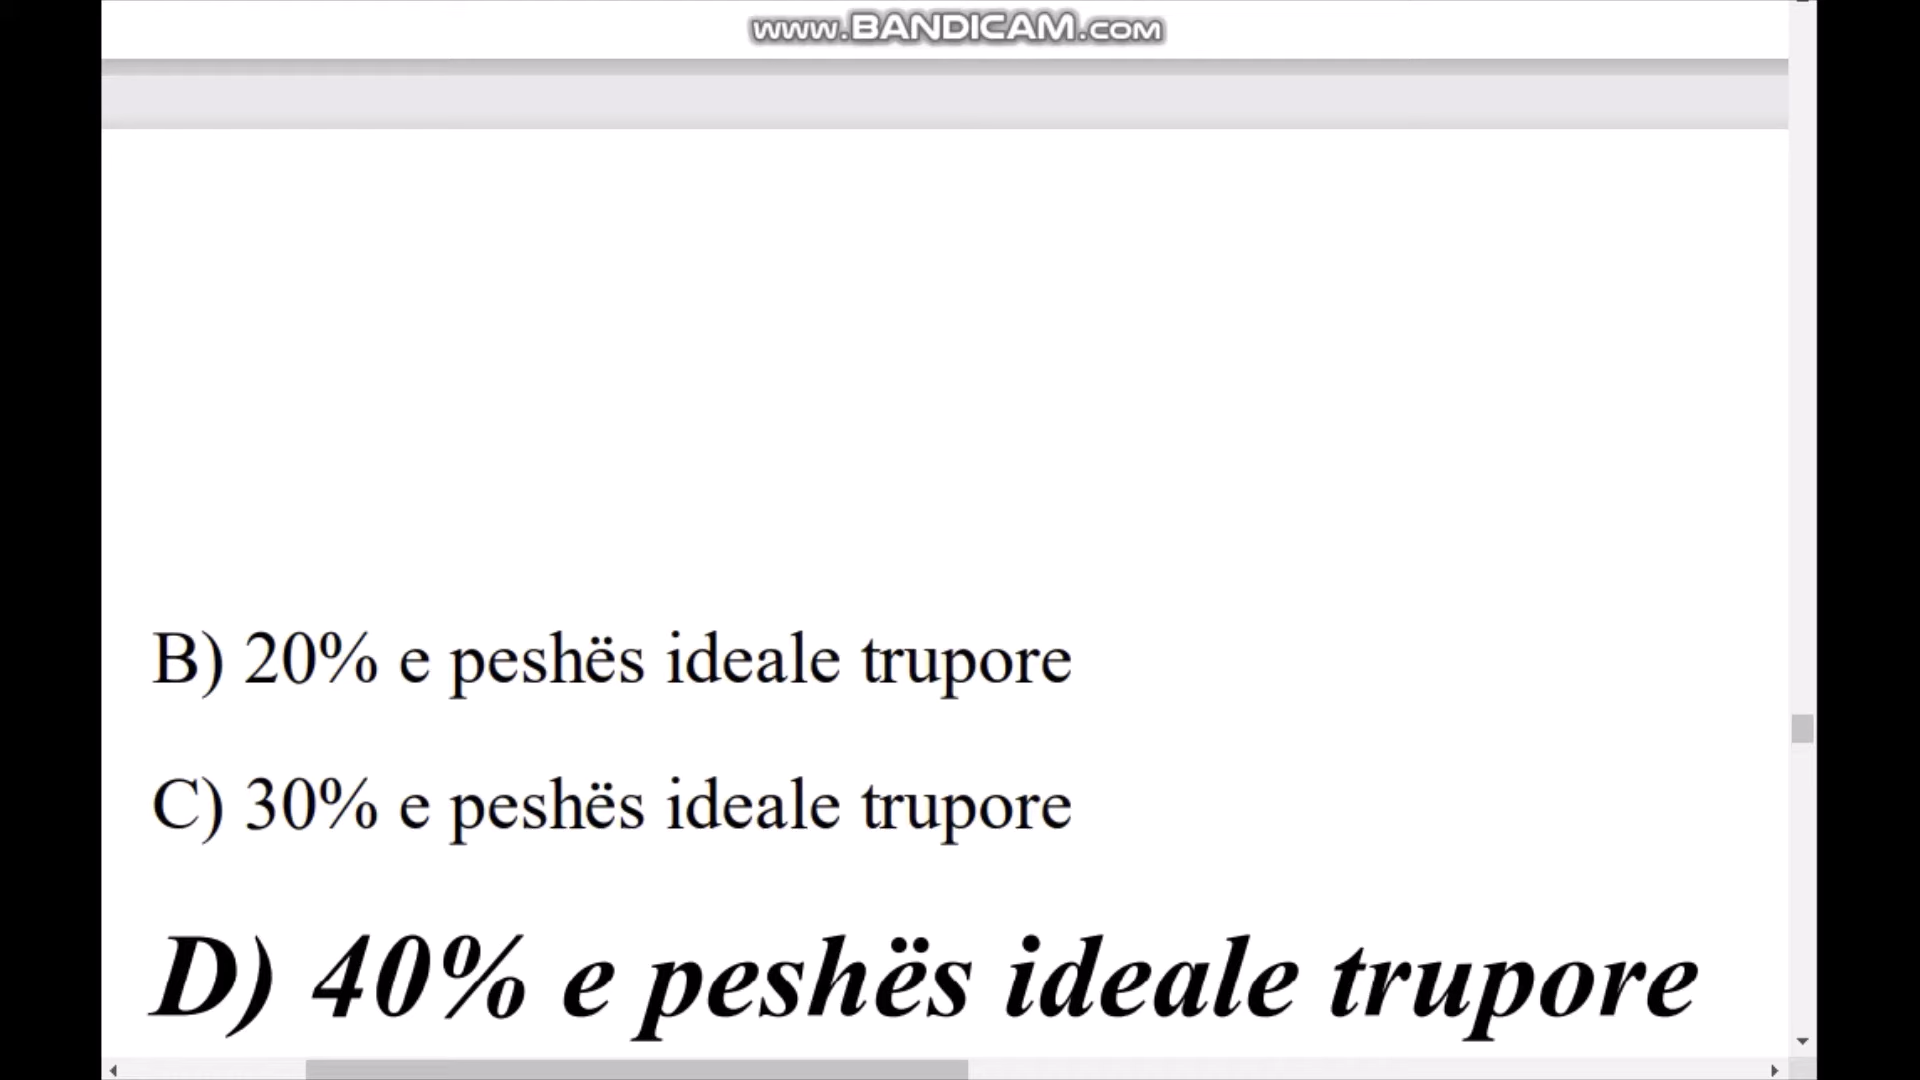 www.BANDICAM.com
B) 20% e peshës ideale trupore
C) 30% e peshës ideale trupore
D) 40% e peshës ideale trupore